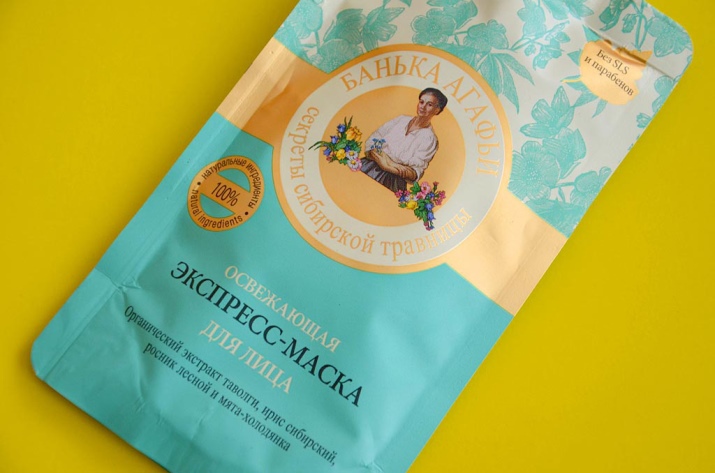 Без SLS
и парабенов
БАНЬКА АГАФЬИ
секреты сибирской травницы
натуральные ингредиенты
100%
natural ingredients
ОСВЕЖАЮЩАЯ
ЭКСПРЕСС-МАСКА
ДЛЯ ЛИЦА
Органический экстракт таволги, ирис сибирский,
росник лесной и мята-холодянка